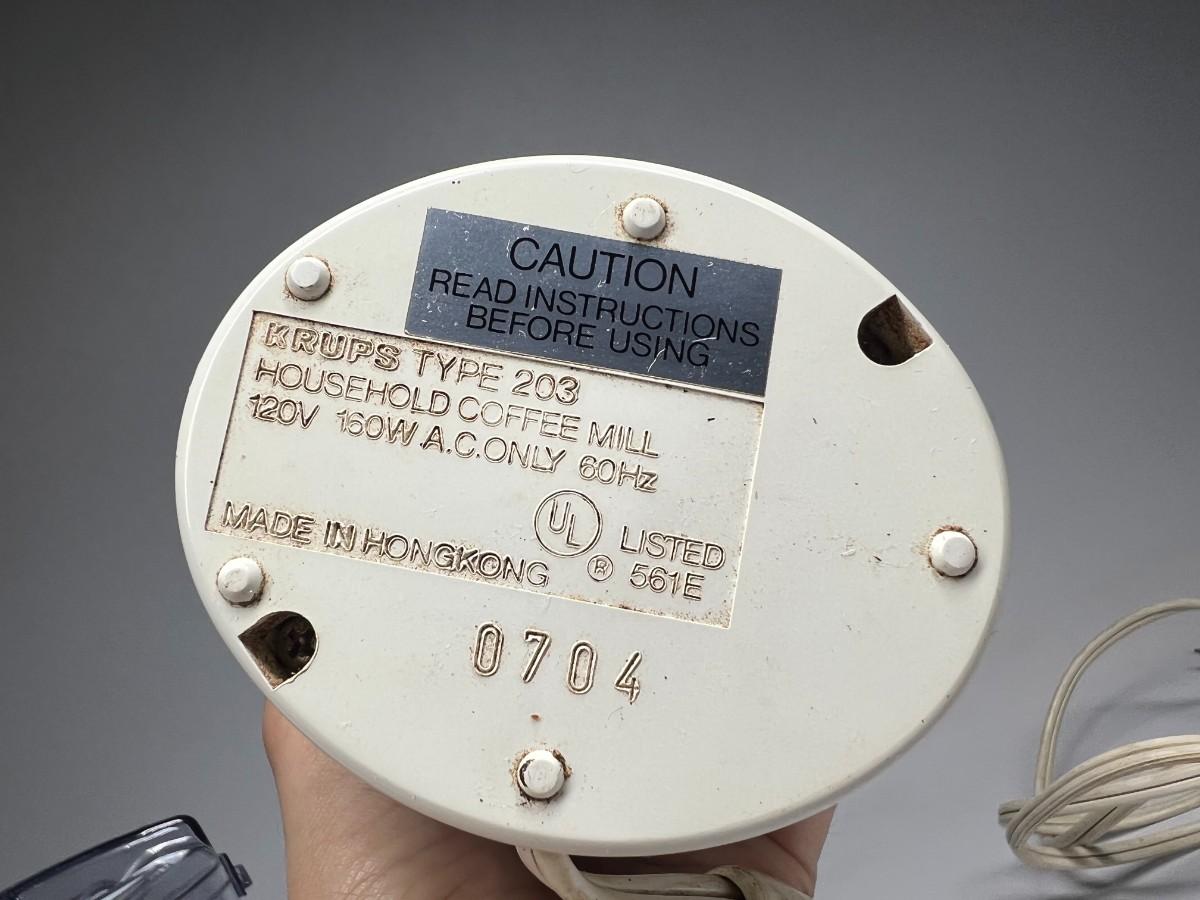 CAUTION
READ INSTRUCTIONS
BEFORE USING
KRUPS TYPE 203
HOUSEHOLD COFFEE MILL
120V 160W A.C.ONLY 60Hz
UL LISTED
MADE IN HONGKONG ® 561E
0704